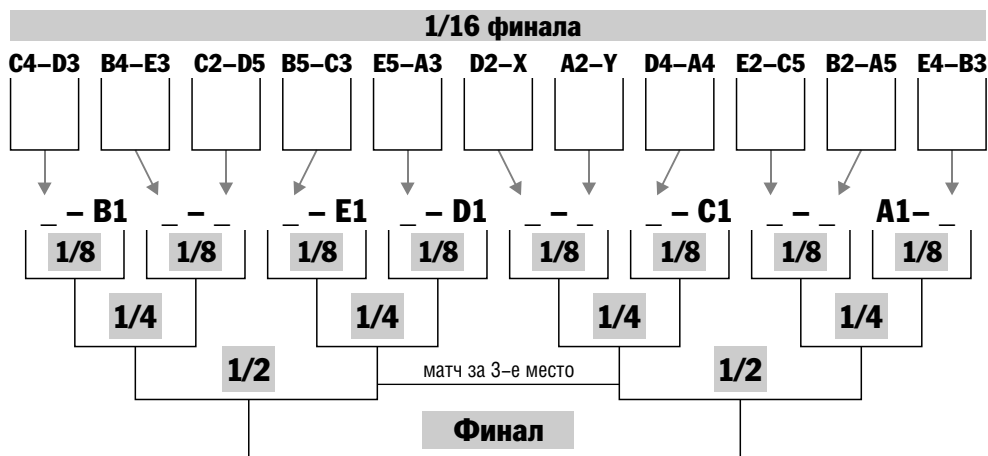 1/16 финала
C4–D3 B4–E3 C2–D5 B5–C3 E5–A3 D2–X A2–Y D4–A4 E2–C5 B2–A5 E4–B3
_ – B1 _ – _ _ – E1 _ – D1 _ – _ _ – C1 _ – _ A1– _
1/8 1/8 1/8 1/8 1/8 1/8 1/8 1/8
1/4 1/4 1/4 1/4
1/2 матч за 3–е место 1/2
Финал